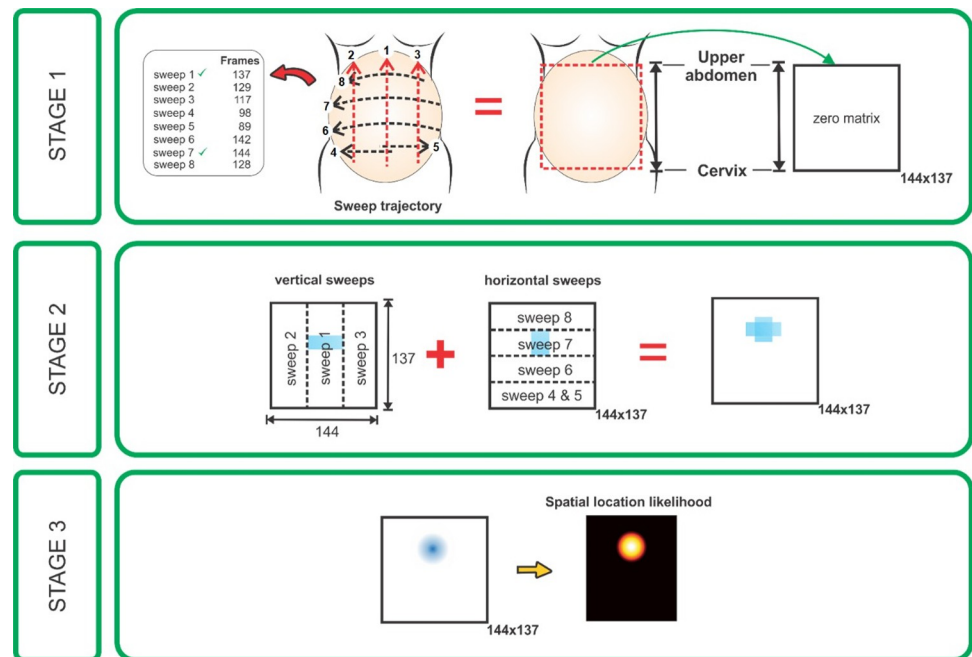 STAGE 1
Frames
sweep 1 ✓ 137
sweep 2 129
sweep 3 117
sweep 4 98
sweep 5 89
sweep 6 142
sweep 7 ✓ 144
sweep 8 128
2 1 3
8
7
6
4 5
Sweep trajectory
=
Upper
abdomen
Cervix
zero matrix
144x137
STAGE 2
vertical sweeps
sweep 2
sweep 1
sweep 3
137
144
+
horizontal sweeps
sweep 8
sweep 7
sweep 6
sweep 4 & 5
144x137
=
144x137
STAGE 3
144x137
Spatial location likelihood